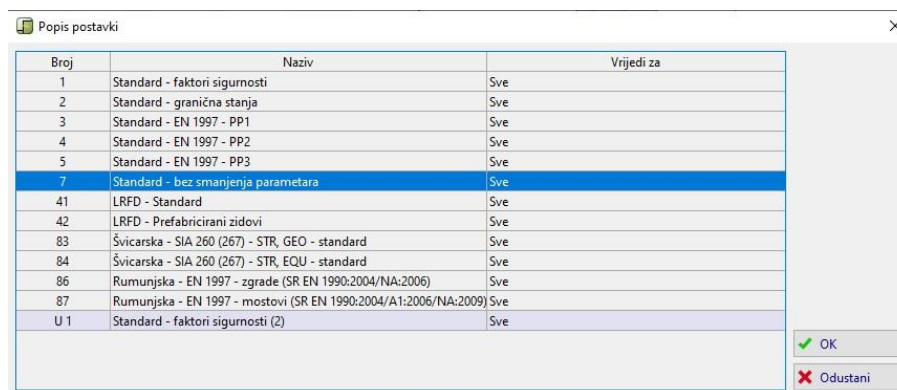 Popis postavki
Broj Naziv Vrijedi za
1 Standard - faktori sigurnosti Sve
2 Standard - granična stanja Sve
3 Standard - EN 1997 - PP1 Sve
4 Standard - EN 1997 - PP2 Sve
5 Standard - EN 1997 - PP3 Sve
7 Standard - bez smanjenja parametara Sve
41 LRFD - Standard Sve
42 LRFD - Prefabricirani zidovi Sve
83 Švicarska - SIA 260 (267) - STR, GEO - standard Sve
84 Švicarska - SIA 260 (267) - STR, EQU - standard Sve
86 Rumunjska - EN 1997 - zgrade (SR EN 1990:2004/NA:2006) Sve
87 Rumunjska - EN 1997 - mostovi (SR EN 1990:2004/A1:2006/NA:2009) Sve
U 1 Standard - faktori sigurnosti (2) Sve
OK
Odustani